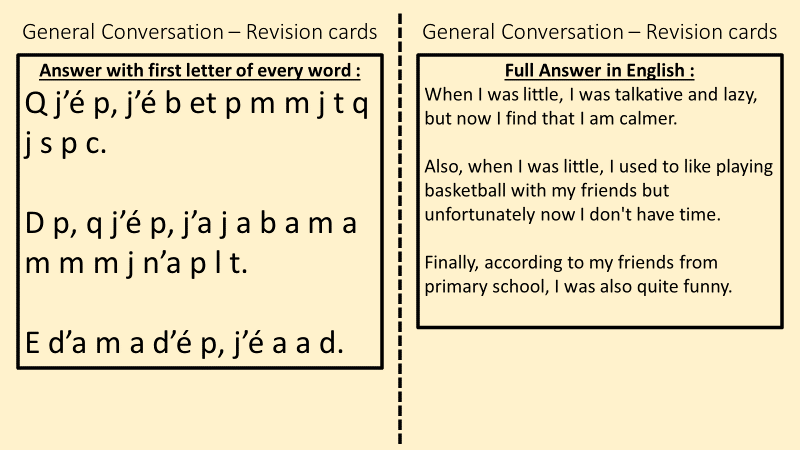 General Conversation – Revision cards
Answer with first letter of every word :
Q j’é p, j’é b et p m m j t q
j s p c.
D p, q j’é p, j’a j a b a m a
m m m j n’a p l t.
E d’a m a d’é p, j’é a a d.
General Conversation – Revision cards
Full Answer in English :
When I was little, I was talkative and lazy,
but now I find that I am calmer.
Also, when I was little, I used to like playing
basketball with my friends but
unfortunately now I don't have time.
Finally, according to my friends from
primary school, I was also quite funny.